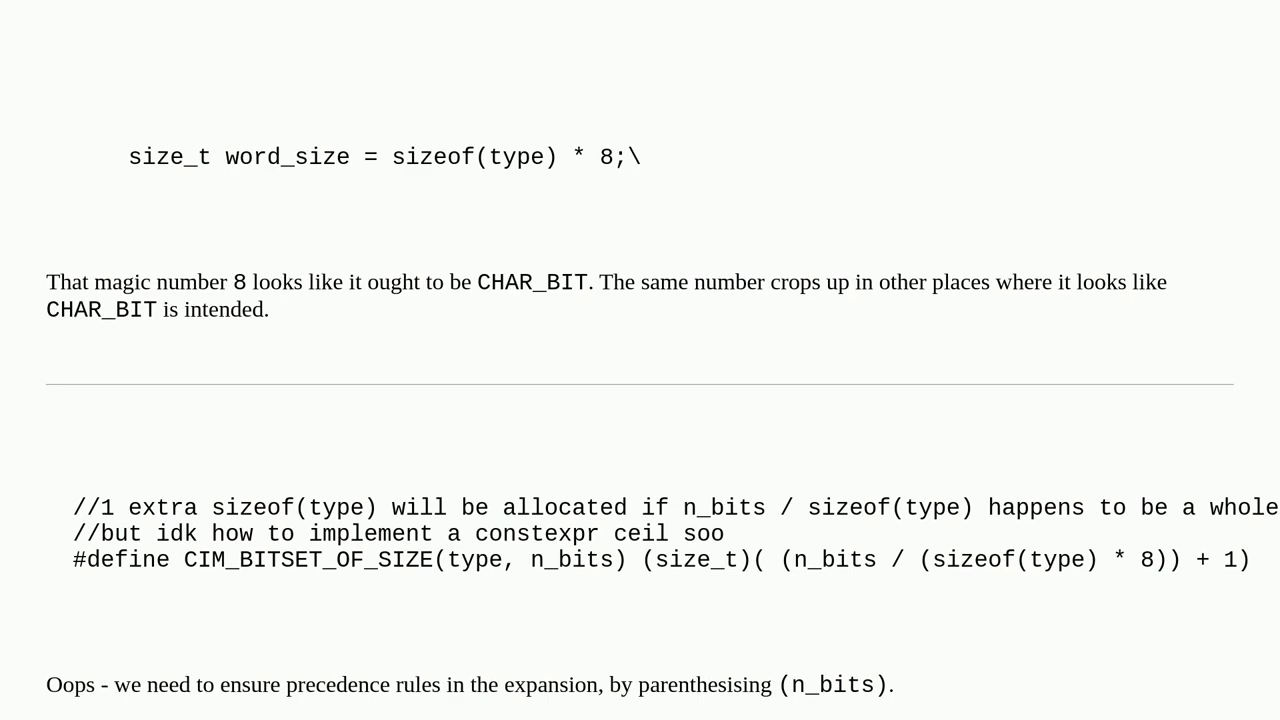 size_t word_size = sizeof(type) * 8;\
That magic number 8 looks like it ought to be CHAR_BIT. The same number crops up in other places where it looks like
CHAR_BIT is intended.
//1 extra sizeof(type) will be allocated if n_bits / sizeof(type) happens to be a whole
//but idk how to implement a constexpr ceil soo
#define CIM_BITSET_OF_SIZE(type, n_bits) (size_t)( (n_bits / (sizeof(type) * 8)) + 1)
Oops - we need to ensure precedence rules in the expansion, by parenthesising (n_bits).